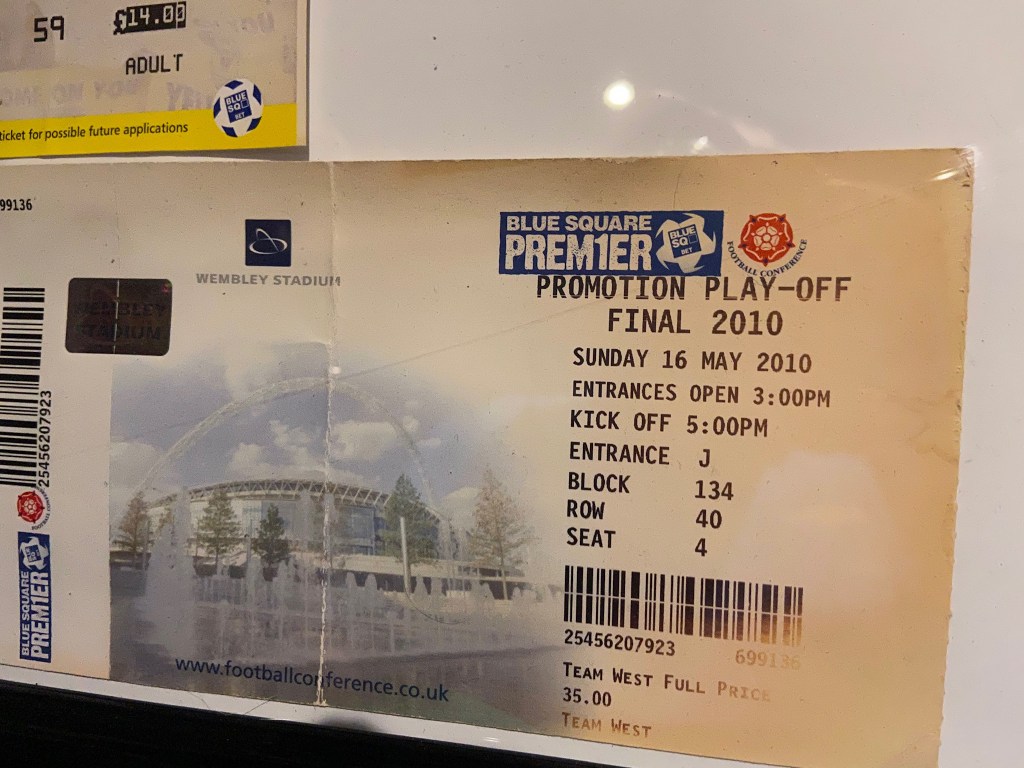 59
£14.00
ADULT
BLUE
SQ
BET
ticket for possible future applications
99136
WEMBLEY STADIUM
WEMBLEY
STADIUM
25456207923
BLUE SQUARE
PREM1ER
www.footballconference.co.uk
BLUE SQUARE
PREM1ER
BLUE
SQ
BET
FOOTBALL CONFERENCE
PROMOTION PLAY-OFF
FINAL 2010
SUNDAY 16 MAY 2010
ENTRANCES OPEN 3:00PM
KICK OFF 5:00PM
ENTRANCE J
BLOCK 134
ROW 40
SEAT 4
25456207923 699136
TEAM WEST FULL PRICE
35.00
TEAM WEST